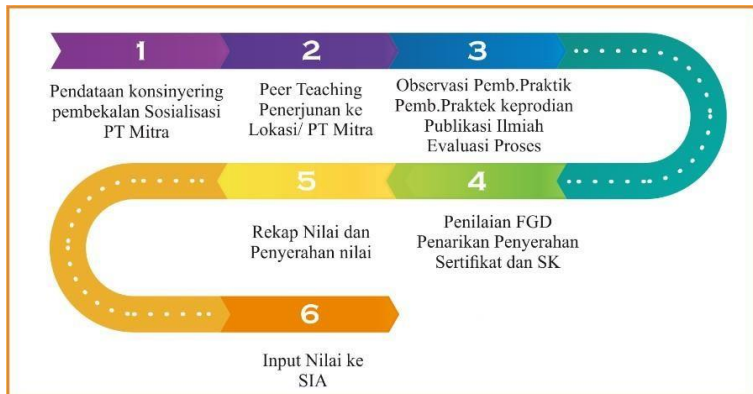 1
Pendataan konsinyering
pembekalan Sosialisasi
PT Mitra
2
Peer Teaching
Penerjunan ke
Lokasi/ PT Mitra
3
Observasi Pemb.Praktik
Pemb.Praktek keprodian
Publikasi Ilmiah
Evaluasi Proses
4
Penilaian FGD
Penarikan Penyerahan
Sertifikat dan SK
5
Rekap Nilai dan
Penyerahan nilai
6
Input Nilai ke
SIA